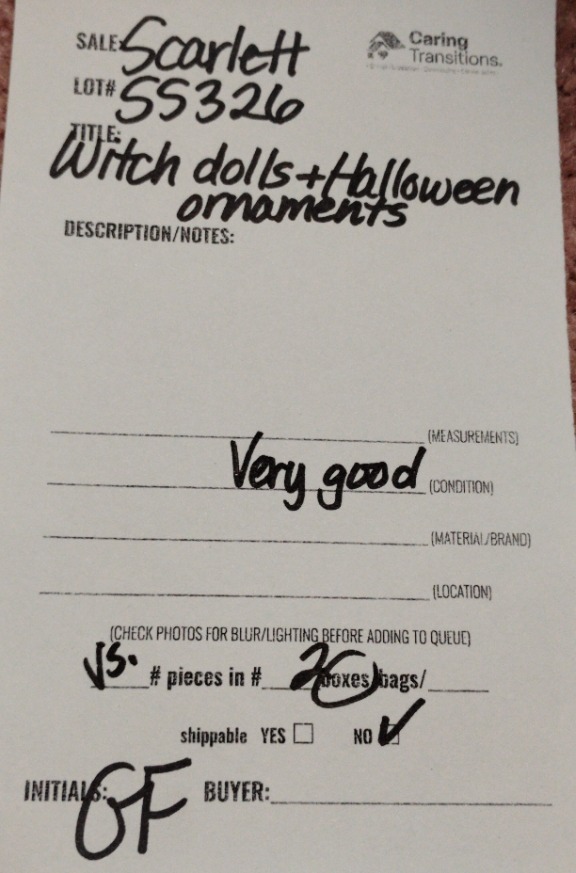 SALE: Scarlett
Caring
Transitions.
LOT# SS326
TITLE:
Witch dolls + Halloween
ornaments
DESCRIPTION/NOTES:
(MEASUREMENTS)
Very good (CONDITION)
(MATERIAL/BRAND)
(LOCATION)
(CHECK PHOTOS FOR BLUR/LIGHTING BEFORE ADDING TO QUEUE)
VS. # pieces in # 2 boxes/bags/
shippable YES NO ✓
INITIALS: GF BUYER: